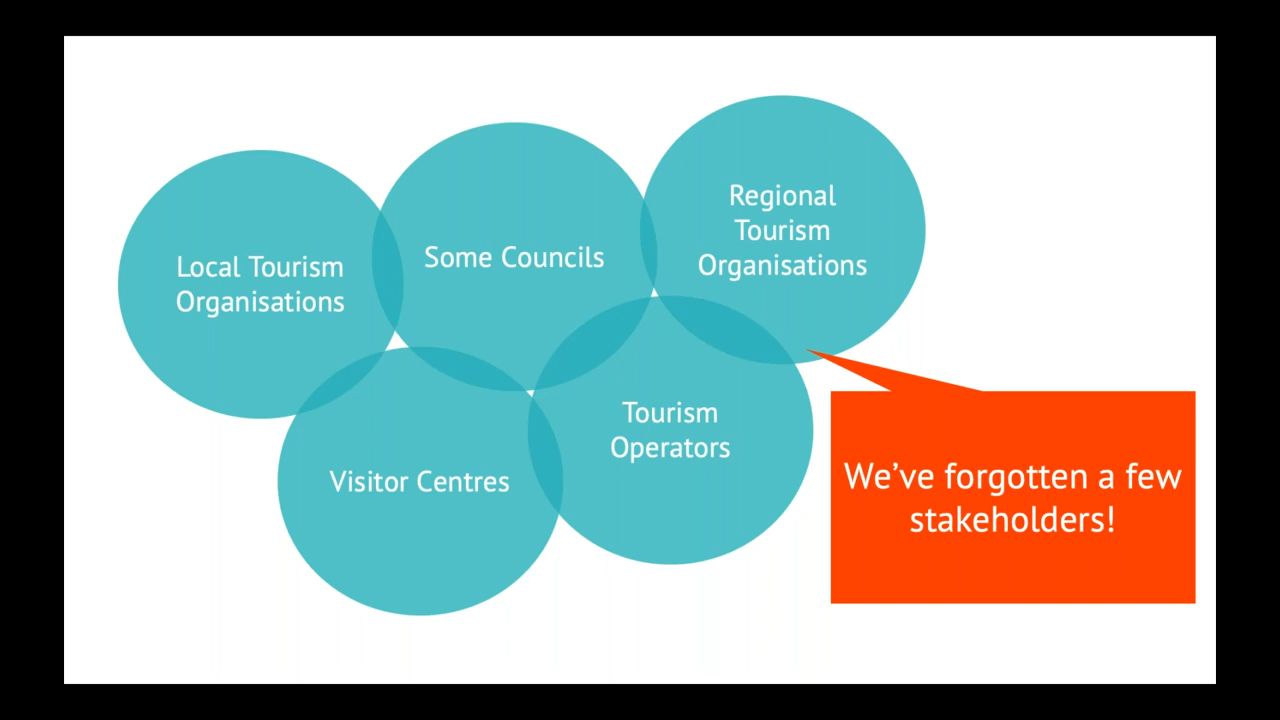 Local Tourism
Organisations
Some Councils
Regional
Tourism
Organisations
Visitor Centres
Tourism
Operators
We’ve forgotten a few
stakeholders!